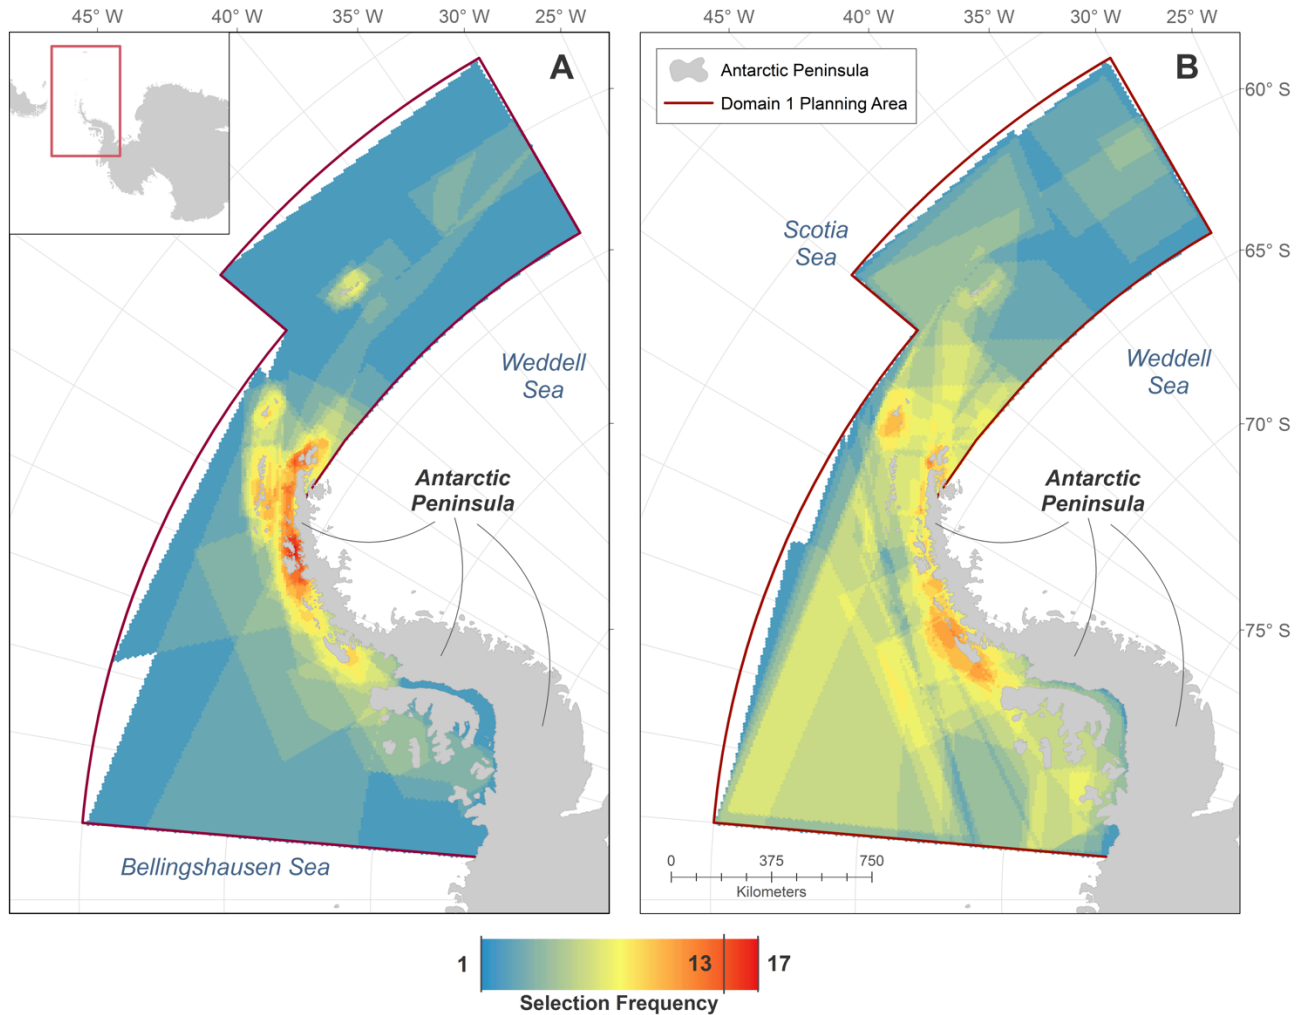 45° W 40° W 35° W 30° W 25° W
45° W 40° W 35° W 30° W 25° W
A
B
Antarctic Peninsula
Domain 1 Planning Area
60° S
65° S
70° S
75° S
Scotia
Sea
Weddell
Sea
Weddell
Sea
Antarctic
Peninsula
Antarctic
Peninsula
Bellingshausen Sea
0 375 750
Kilometers
1 13 17
Selection Frequency